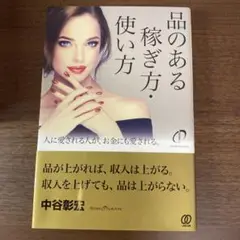 品のある
稼ぎ方・
使い方
人に愛される人が、お金にも愛される。
品が上がれば、収入は上がる。
収入を上げても、品は上がらない。
中谷彰宏